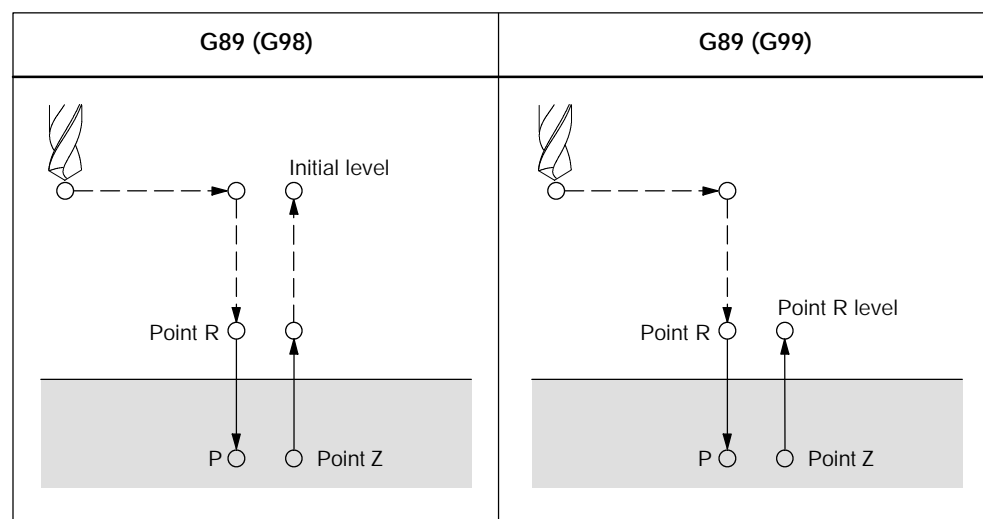 G89 (G98)
G89 (G99)
Initial level
Point R
P
Point Z
Point R level
Point R
P
Point Z